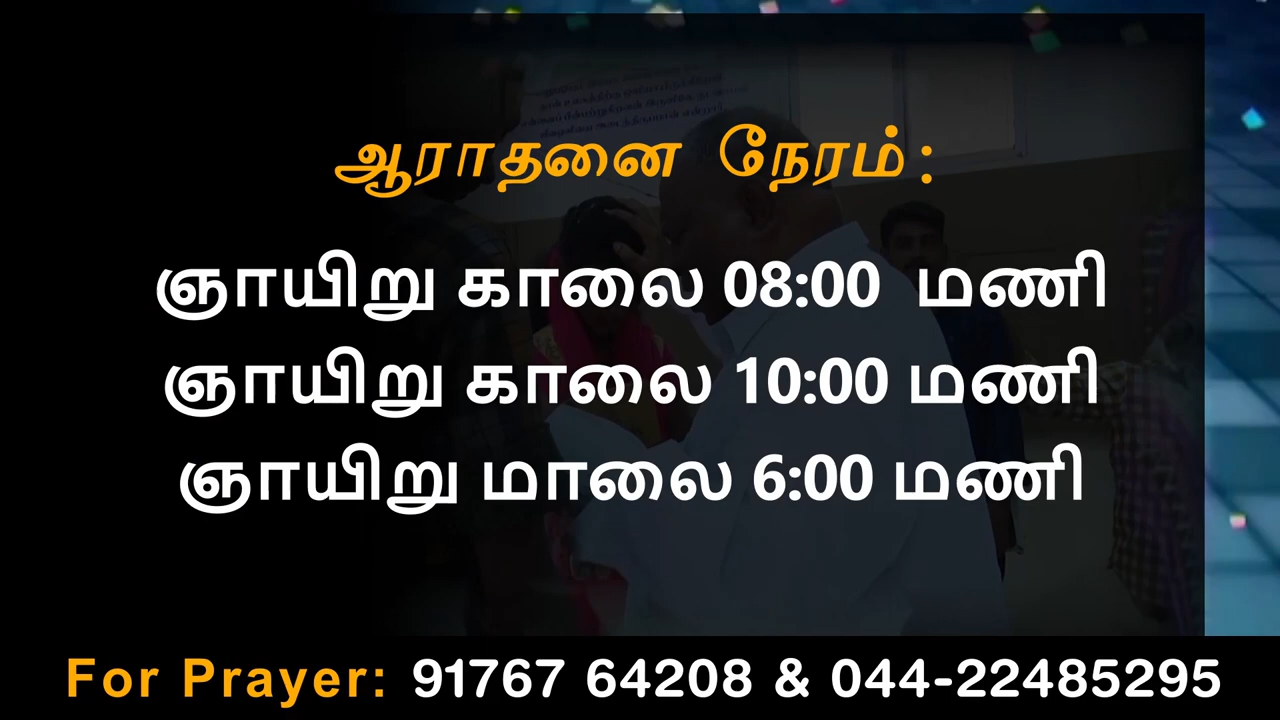 ஆராதனை நேரம் :
ஞாயிறு காலை 08:00 மணி
ஞாயிறு காலை 10:00 மணி
ஞாயிறு மாலை 6:00 மணி
For Prayer: 91767 64208 & 044-22485295